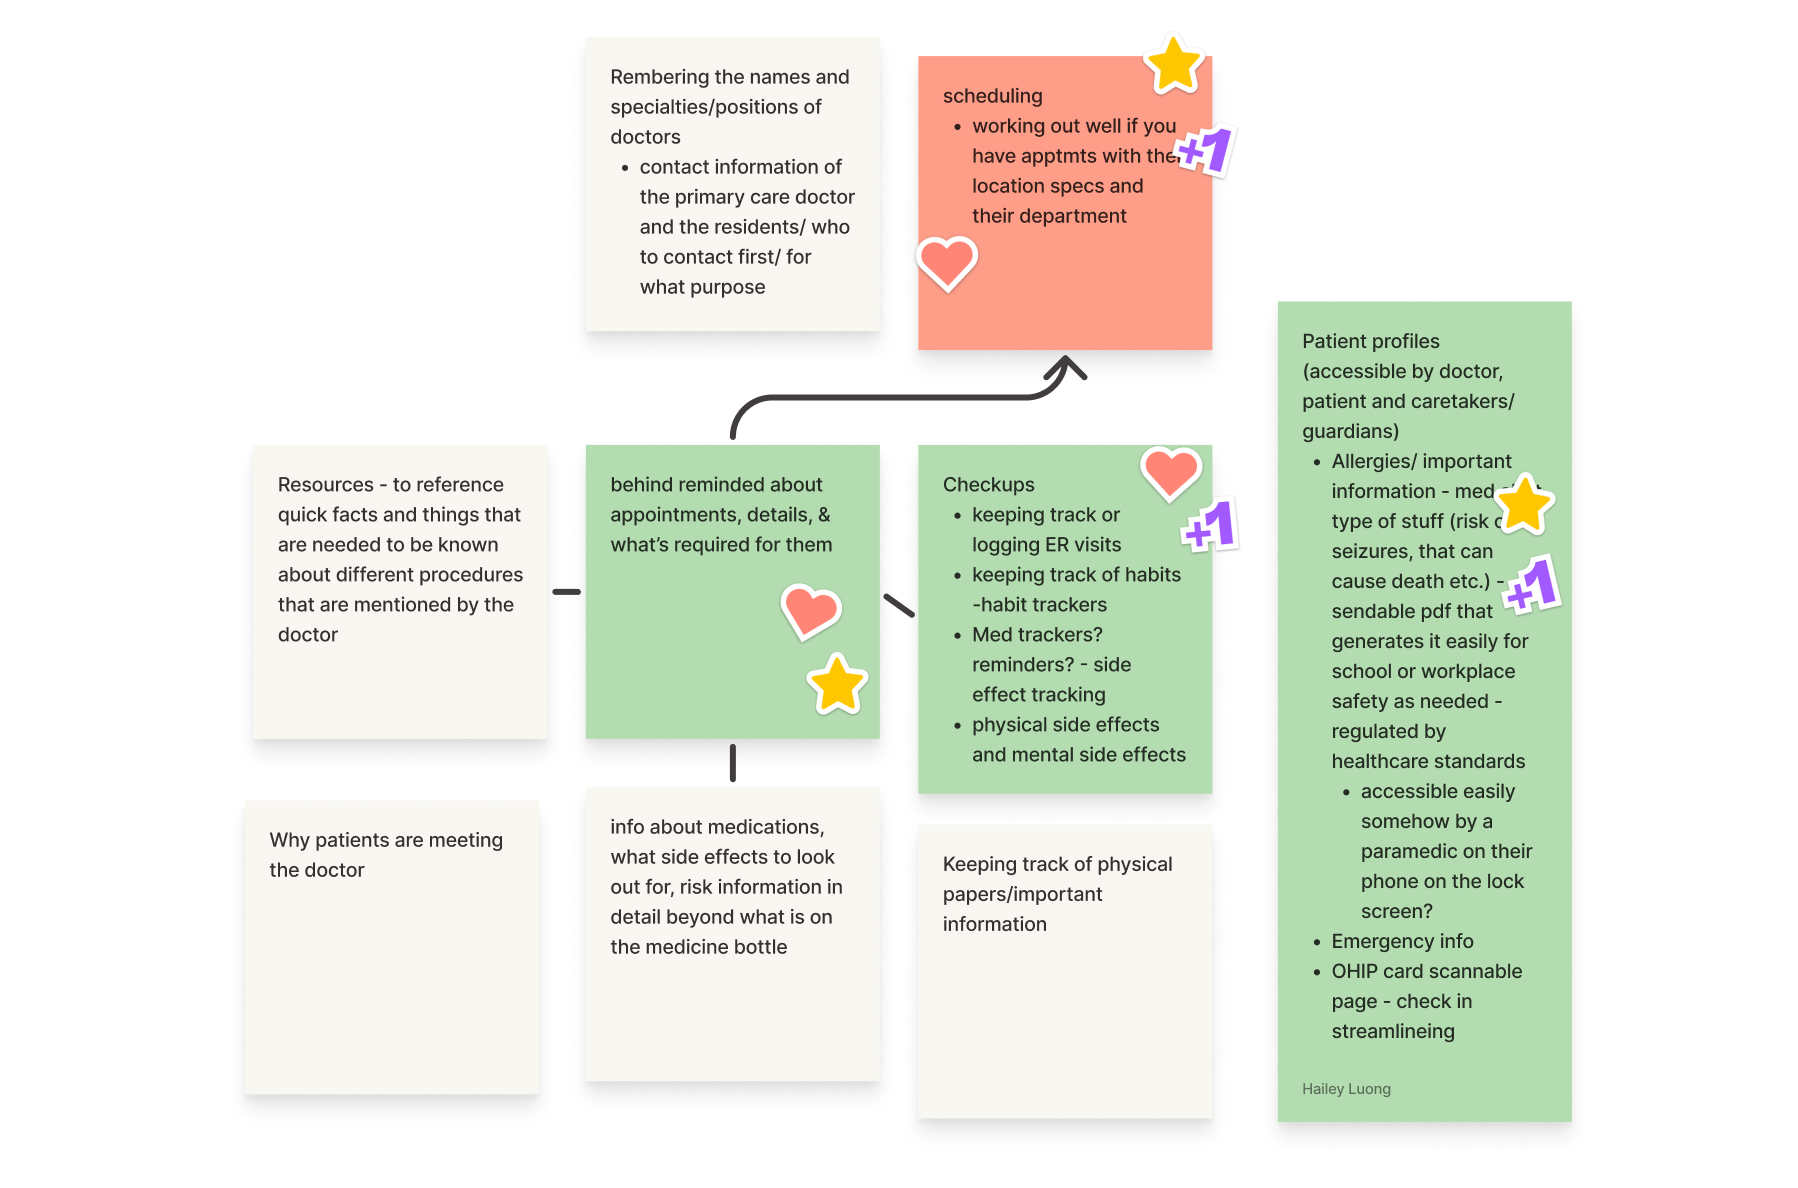 Rembering the names and
specialties/positions of
doctors
• contact information of
the primary care doctor
and the residents/ who
to contact first/ for
what purpose
scheduling
• working out well if you
have apptmts with
location specs and
their department
+1
Resources - to reference
quick facts and things that
are needed to be known
about different procedures
that are mentioned by the
doctor
behind reminded about
appointments, details, &
what's required for them
Checkups
• keeping track or
logging ER visits
• keeping track of habits
-habit trackers
• Med trackers?
reminders? - side
effect tracking
• physical side effects
and mental side effects
+1
Patient profiles
(accessible by doctor,
patient and caretakers/
guardians)
• Allergies/ important
information - med
type of stuff (risk
seizures, that can
cause death etc.) -
sendable pdf that
generates it easily for
school or workplace
safety as needed -
regulated by
healthcare standards
• accessible easily
somehow by a
paramedic on their
phone on the lock
screen?
• Emergency info
• OHIP card scannable
page - check in
streamlineing
Hailey Luong
+1
Why patients are meeting
the doctor
info about medications,
what side effects to look
out for, risk information in
detail beyond what is on
the medicine bottle
Keeping track of physical
papers/important
information